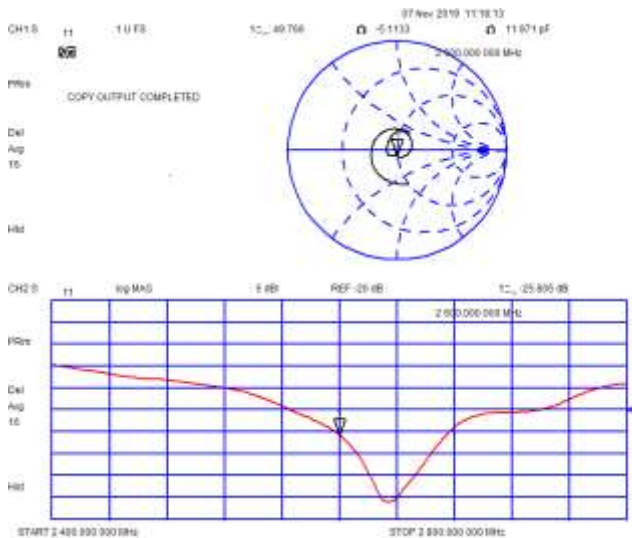 07 Nov 2019 11:18:13
CH1 S 11 1 U FS 49.766 Ω -5.1133 Ω 11.971 pF
2 600.000 000 MHz
PRm
COPY OUTPUT COMPLETED
Del
Avg
16
Hld
CH2 S 11 log MAG 5 dB/ REF -20 dB -25.805 dB
2 600.000 000 MHz
PRm
Del
Avg
16
Hld
START 2 400.000 000 MHz STOP 2 800.000 000 MHz